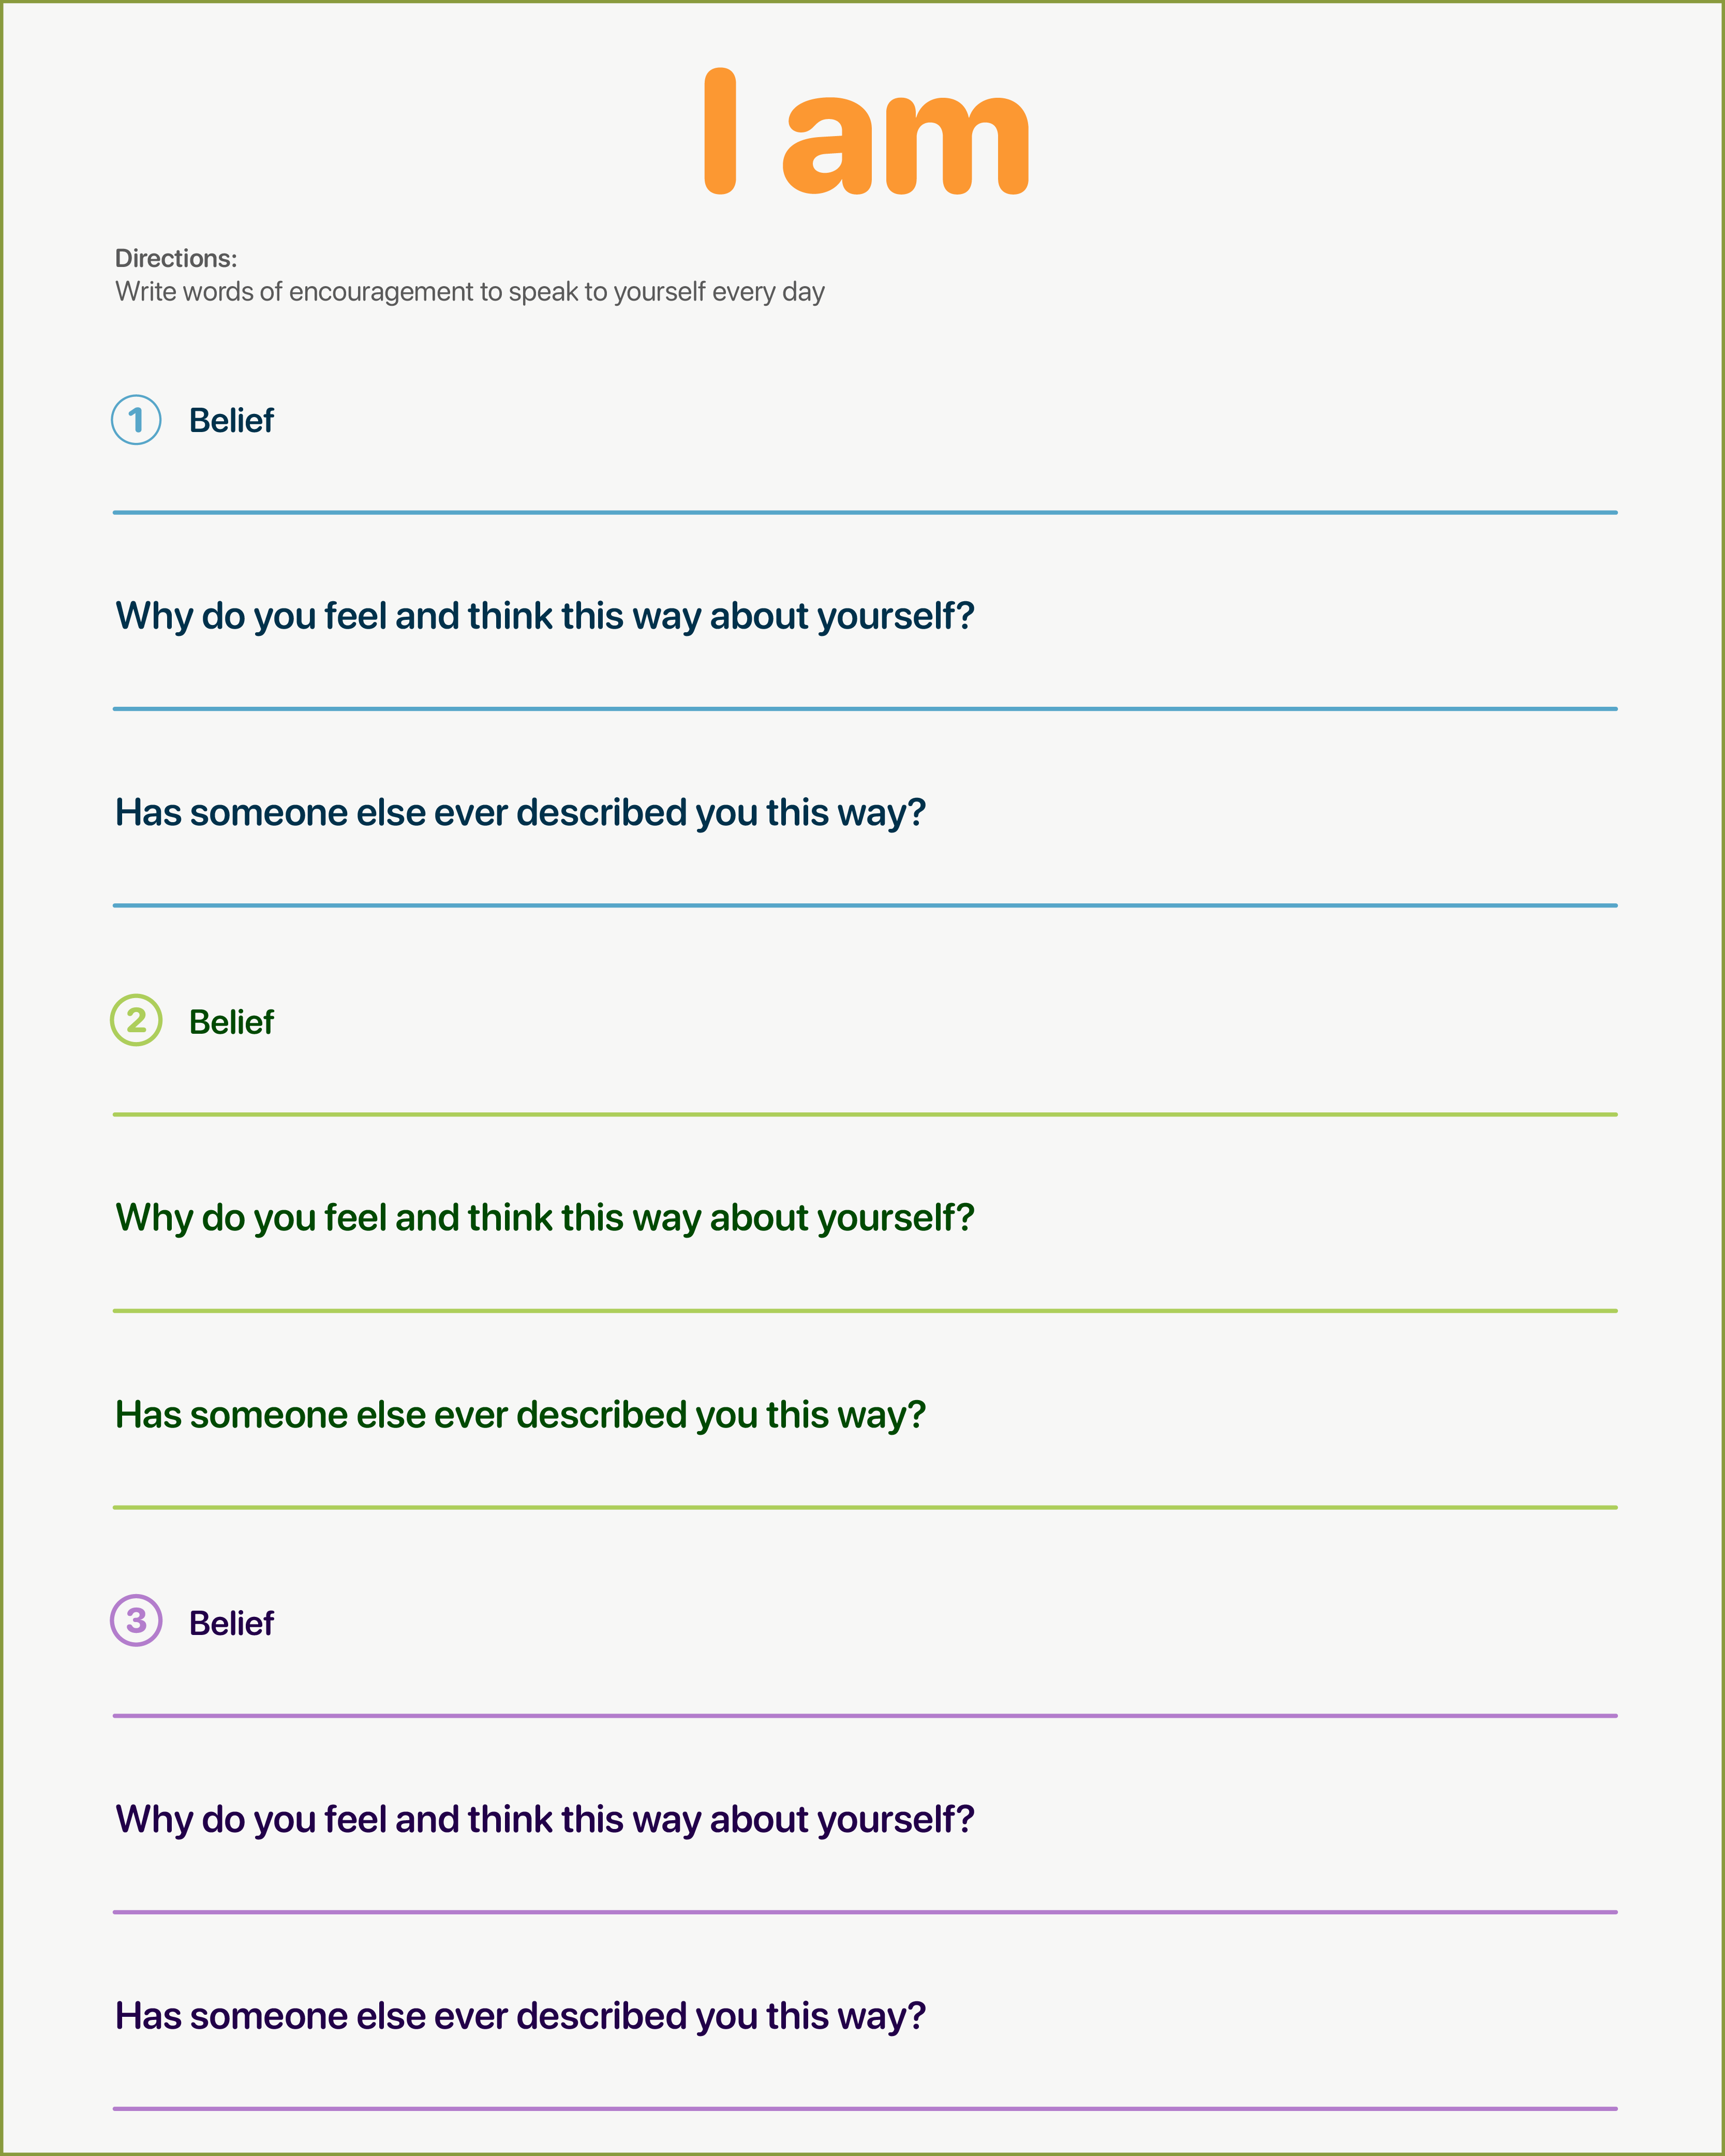 I am
Directions:
Write words of encouragement to speak to yourself every day
1 Belief
Why do you feel and think this way about yourself?
Has someone else ever described you this way?
2 Belief
Why do you feel and think this way about yourself?
Has someone else ever described you this way?
3 Belief
Why do you feel and think this way about yourself?
Has someone else ever described you this way?